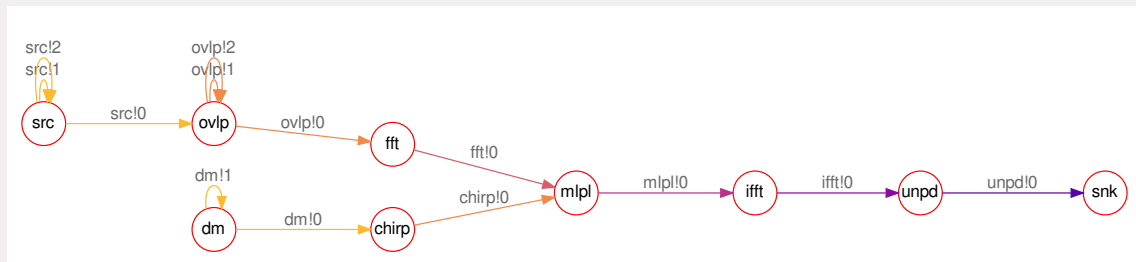 src!2
src!1
src
src!0
ovlp!2
ovlp!1
ovlp
ovlp!0
fft
fft!0
dm!1
dm
dm!0
chirp
chirp!0
mlpl
mlpl!0
ifft
ifft!0
unpd
unpd!0
snk